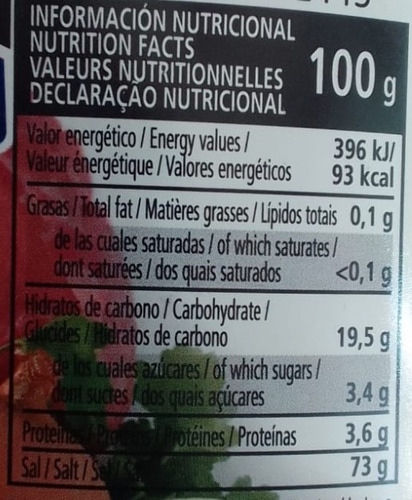 INFORMACIÓN NUTRICIONAL
NUTRITION FACTS
VALEURS NUTRITIONNELLES
DECLARAÇÃO NUTRICIONAL
100 g
Valor energético / Energy values /
Valeur énergétique / Valores energéticos
396 kJ/
93 kcal
Grasas / Total fat / Matières grasses / Lípidos totais 0,1 g
de las cuales saturadas / of which saturates /
dont saturées / dos quais saturados <0,1 g
Hidratos de carbono / Carbohydrate /
Glucides / Hidratos de carbono 19,5 g
de los cuales azúcares / of which sugars /
dont sucres / dos quais açúcares 3,4 g
Proteínas / Protéines / Proteínas 3,6 g
Sal / Salt / 73 g